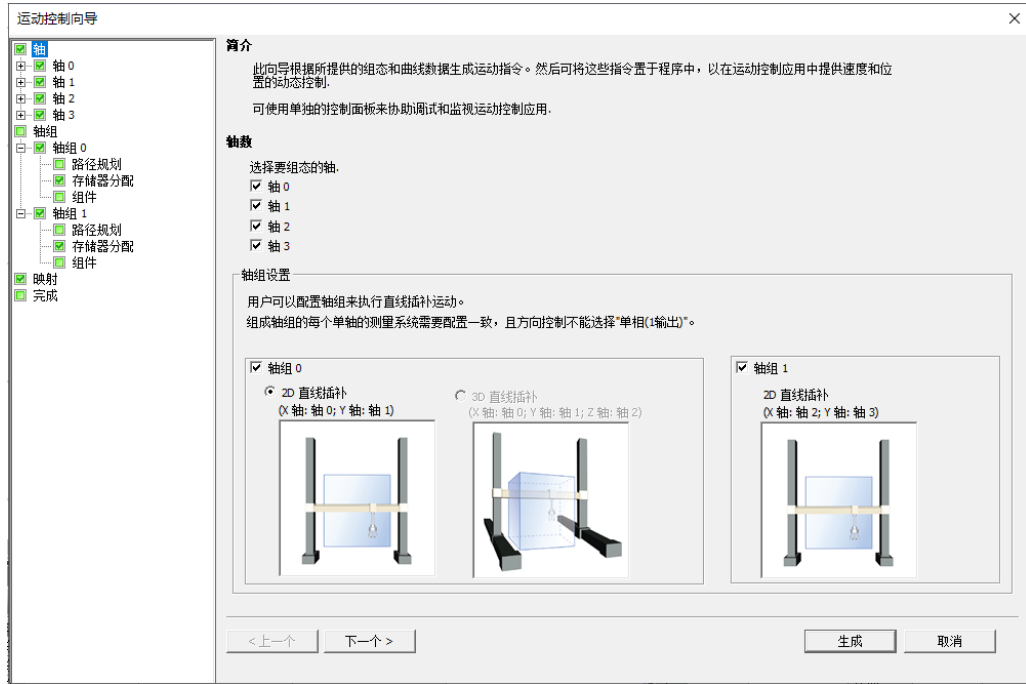 运动控制向导
轴
轴 0
轴 1
轴 2
轴 3
轴组
轴组 0
路径规划
存储器分配
组件
轴组 1
路径规划
存储器分配
组件
映射
完成
简介
此向导根据所提供的组态和曲线数据生成运动指令。然后可将这些指令置于程序中，以在运动控制应用中提供速度和位
置的动态控制.
可使用单独的控制面板来协助调试和监视运动控制应用.
轴数
选择要组态的轴.
轴 0
轴 1
轴 2
轴 3
轴组设置
用户可以配置轴组来执行直线插补运动。
组成轴组的每个单轴的测量系统需要配置一致，且方向控制不能选择"单相(1输出)"。
轴组 0
2D 直线插补
(X 轴: 轴 0; Y 轴: 轴 1)
3D 直线插补
(X 轴: 轴 0; Y 轴: 轴 1; Z 轴: 轴 2)
轴组 1
2D 直线插补
(X 轴: 轴 2; Y 轴: 轴 3)
< 上一个
下一个 >
生成
取消